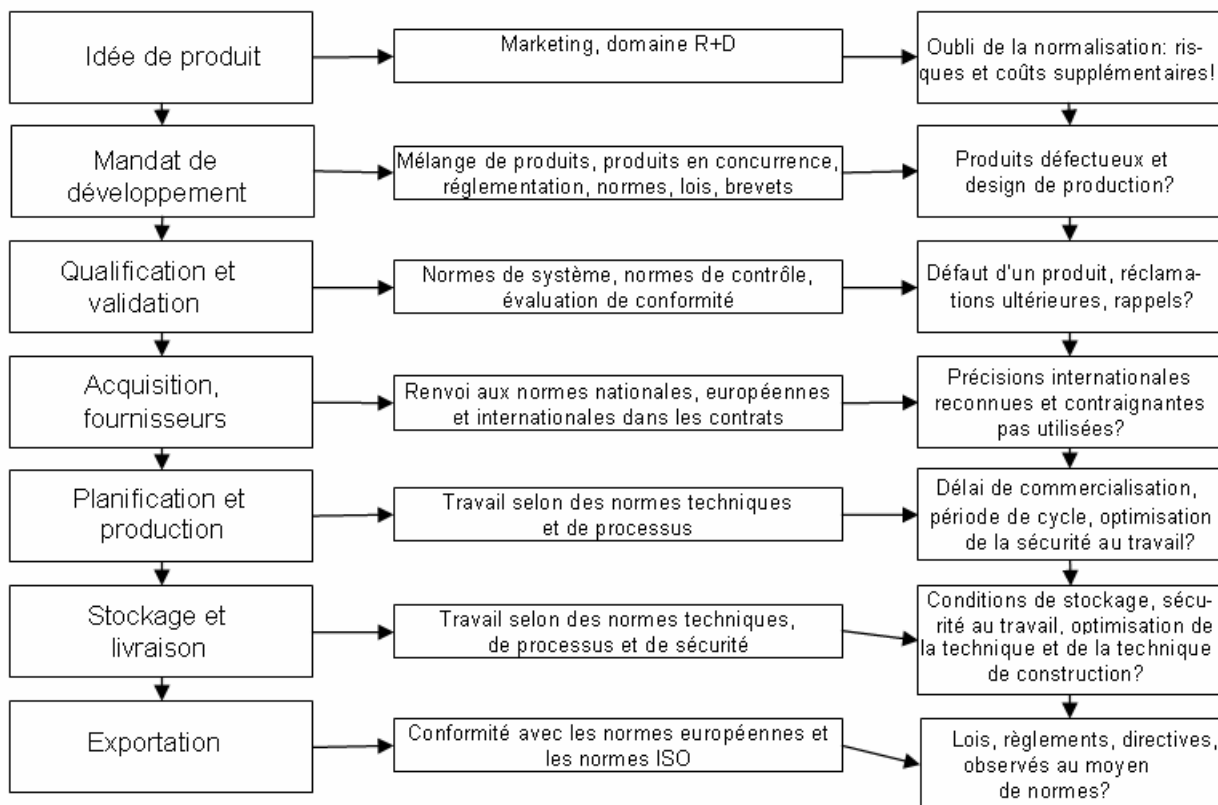 Idée de produit
Marketing, domaine R+D
Oubli de la normalisation: ris-
ques et coûts supplémentaires!
Mandat de
développement
Mélange de produits, produits en concurrence,
réglementation, normes, lois, brevets
Produits défectueux et
design de production?
Qualification et
validation
Normes de système, normes de contrôle,
évaluation de conformité
Défaut d'un produit, réclama-
tions ultérieures, rappels?
Acquisition,
fournisseurs
Renvoi aux normes nationales, européennes
et internationales dans les contrats
Précisions internationales
reconnues et contraignantes
pas utilisées?
Planification et
production
Travail selon des normes techniques
et de processus
Délai de commercialisation,
période de cycle, optimisation
de la sécurité au travail?
Stockage et
livraison
Travail selon des normes techniques,
de processus et de sécurité
Conditions de stockage, sécu-
rité au travail, optimisation de
la technique et de la technique
de construction?
Exportation
Conformité avec les normes européennes et
les normes ISO
Lois, règlements, directives,
observés au moyen
de normes?